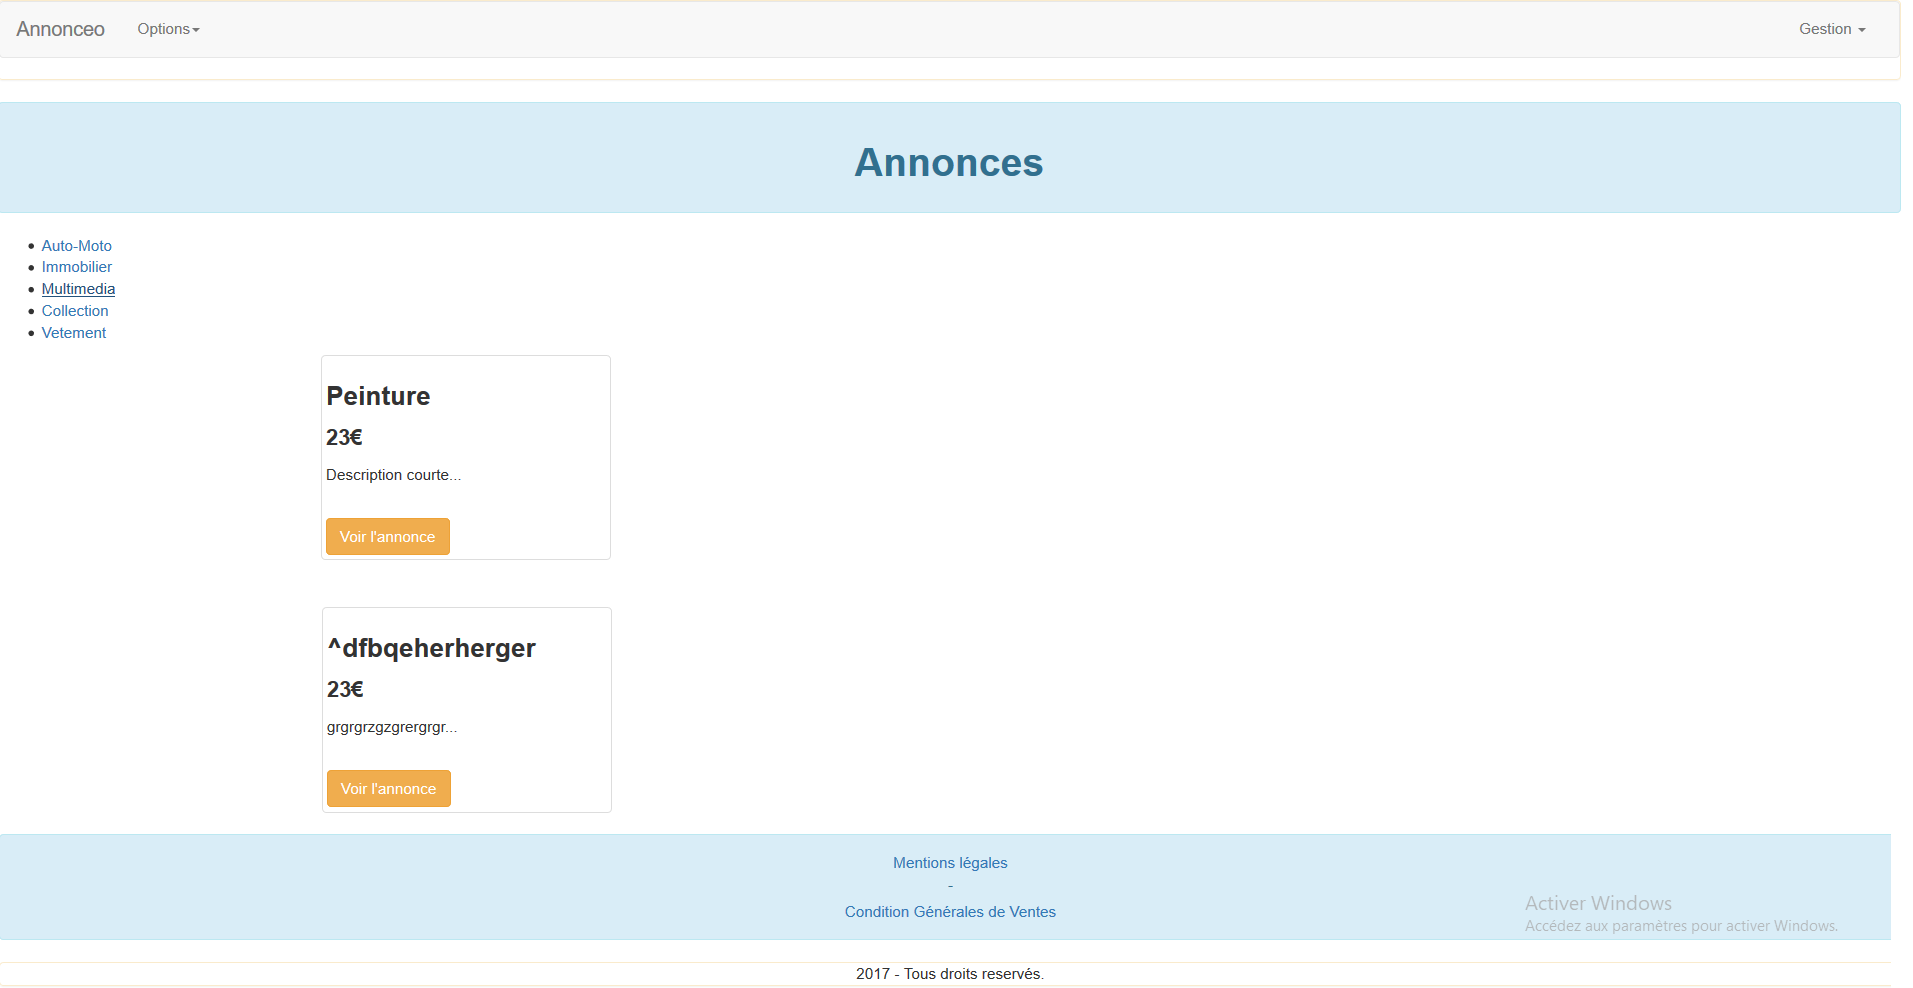 Annonceo Options Gestion
Annonces
Auto-Moto
Immobilier
Multimedia
Collection
Vetement
Peinture
23€
Description courte...
Voir l'annonce
^dfbqeherherger
23€
grgrgrzgzgrergrgr...
Voir l'annonce
Mentions légales
-
Condition Générales de Ventes
Activer Windows
Accédez aux paramètres pour activer Windows.
2017 - Tous droits reservés.